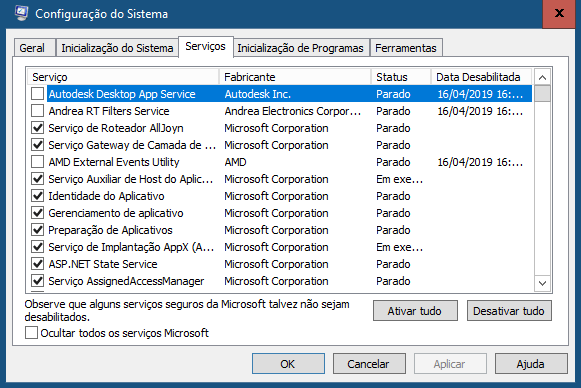 Configuração do Sistema
Geral Inicialização do Sistema Serviços Inicialização de Programas Ferramentas
Serviço Fabricante Status Data Desabilitada
Autodesk Desktop App Service Autodesk Inc. Parado 16/04/2019 16:...
Andrea RT Filters Service Andrea Electronics Corpor... Parado 16/04/2019 16:...
Serviço de Roteador AllJoyn Microsoft Corporation Parado
Serviço Gateway de Camada de ... Microsoft Corporation Parado
AMD External Events Utility AMD Parado 16/04/2019 16:...
Serviço Auxiliar de Host do Aplic... Microsoft Corporation Em exe...
Identidade do Aplicativo Microsoft Corporation Parado
Gerenciamento de aplicativo Microsoft Corporation Parado
Preparação de Aplicativos Microsoft Corporation Parado
Serviço de Implantação AppX (A... Microsoft Corporation Em exe...
ASP.NET State Service Microsoft Corporation Parado
Serviço AssignedAccessManager Microsoft Corporation Parado
Observe que alguns serviços seguros da Microsoft talvez não sejam
desabilitados.
Ativar tudo Desativar tudo
Ocultar todos os serviços Microsoft
OK Cancelar Aplicar Ajuda